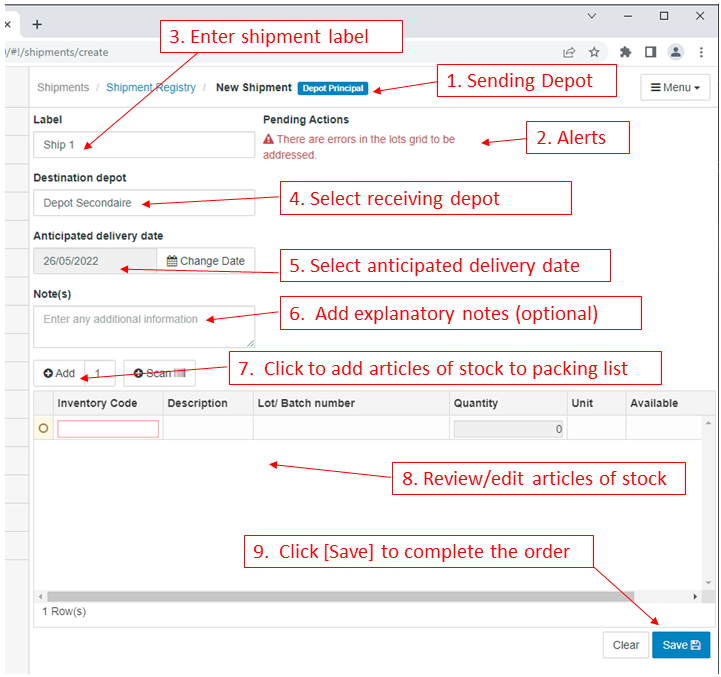 3. Enter shipment label
)/#!/shipments/create
Shipments / Shipment Registry / New Shipment Depot Principal
1. Sending Depot
Menu
Label
Pending Actions
Ship 1
There are errors in the lots grid to be
addressed.
2. Alerts
Destination depot
Depot Secondaire
4. Select receiving depot
Anticipated delivery date
26/05/2022 Change Date
5. Select anticipated delivery date
Note(s)
Enter any additional information
6. Add explanatory notes (optional)
Add 1 Scan
7. Click to add articles of stock to packing list
Inventory Code Description Lot/ Batch number Quantity Unit Available
0
8. Review/edit articles of stock
9. Click [Save] to complete the order
1 Row(s)
Clear Save